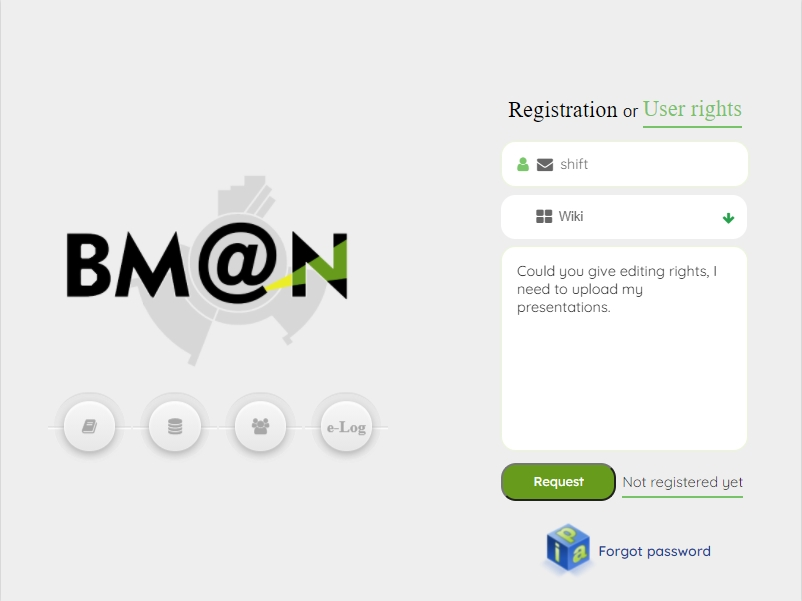 Registration or User rights
shift
Wiki
Could you give editing rights, I
need to upload my
presentations.
BM@N
e-Log
Request
Not registered yet
Forgot password